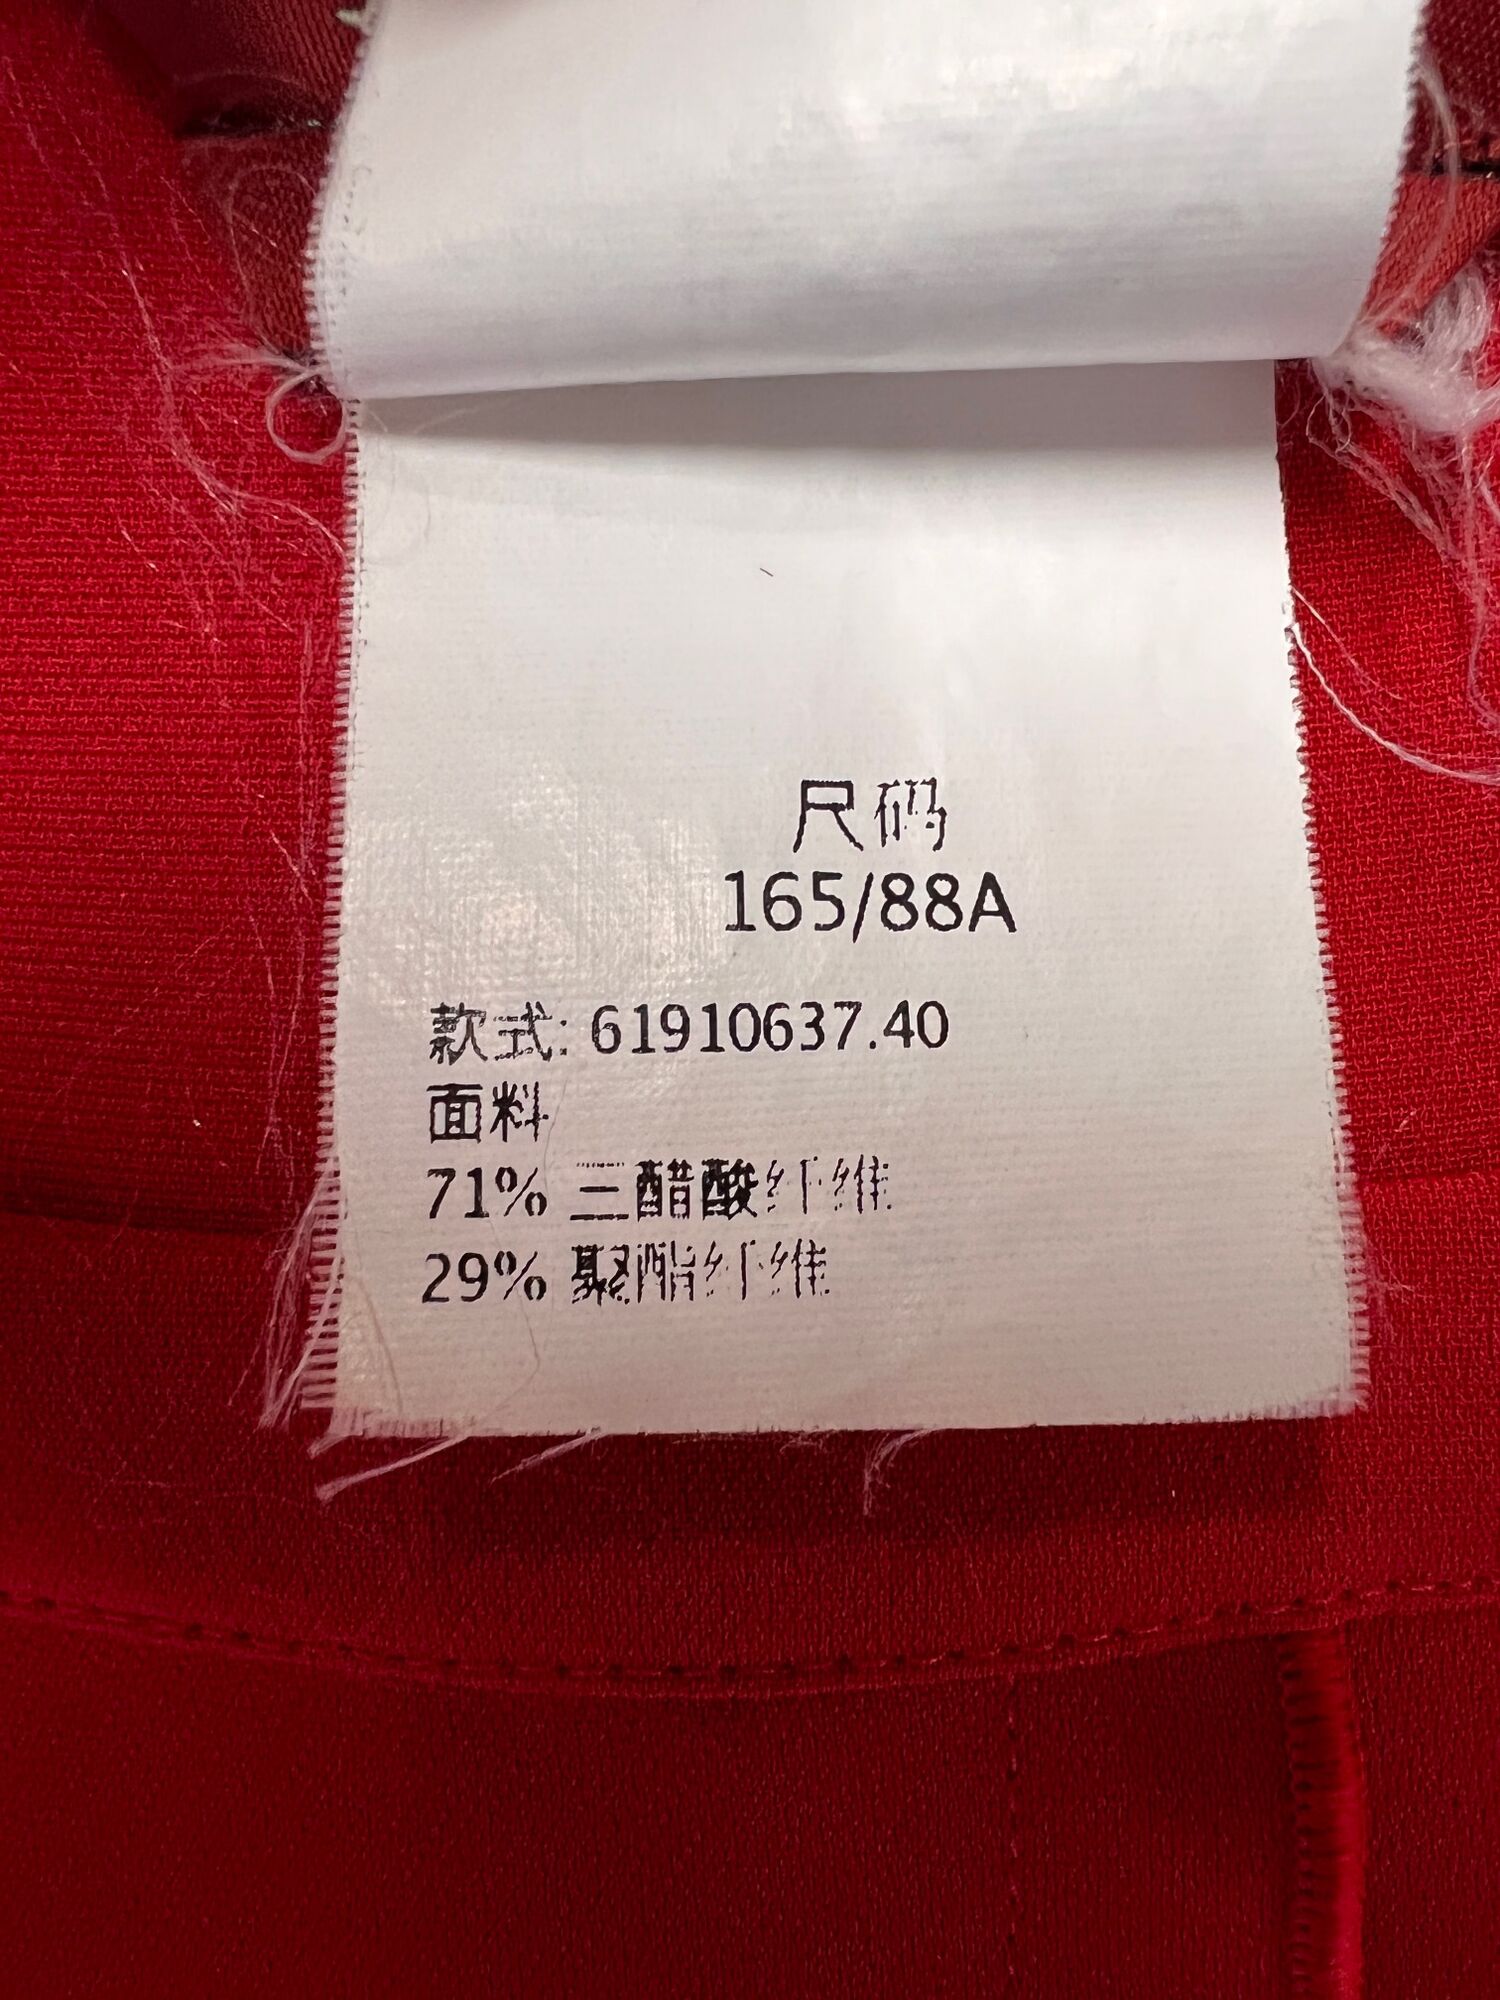 尺码
165/88A
款式: 61910637.40
面料
71% 三醋酸纤维
29% 聚酯纤维